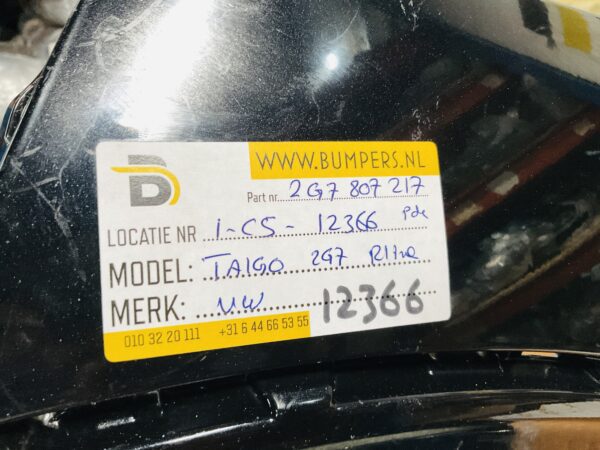 WWW.BUMPERS.NL
Part nr. 2G7 807 217
LOCATIE NR 1-C5- 12366 pdc
MODEL: TAIGO 2G7 Rline
MERK: VW 12366
010 32 20 111 +31 6 44 66 53 55